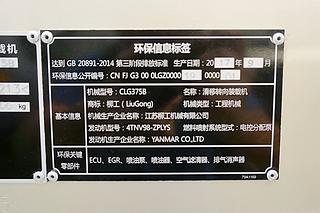 载机
环保信息标签
达到 GB 20891-2014 第三阶段排放标准 生产日期: 20 17 年 9 月
环保信息公开编号: CN FJ G3 00 0LGZ0000 000
kg
基本信息
机械型号: CLG375B 机械名称: 滑移转向装载机
商标: 柳工 (LiuGong) 机械类型: 工程机械
机械生产企业名称: 江苏柳工机械有限公司
发动机型号: 4TNV98-ZPLYS 燃料喷射系统型式: 电控分配泵
发动机生产企业名称: YANMAR CO.,LTD
环保关键零部件
ECU、EGR、喷油泵、喷油器、空气滤清器、排气消声器